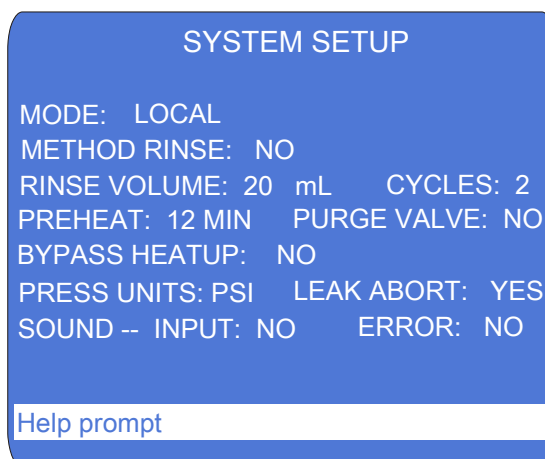 SYSTEM SETUP
MODE: LOCAL
METHOD RINSE: NO
RINSE VOLUME: 20 mL CYCLES: 2
PREHEAT: 12 MIN PURGE VALVE: NO
BYPASS HEATUP: NO
PRESS UNITS: PSI LEAK ABORT: YES
SOUND -- INPUT: NO ERROR: NO
Help prompt